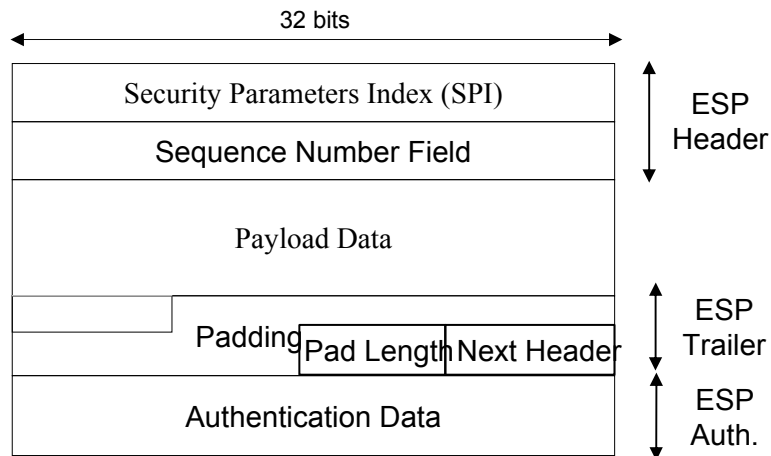 32 bits
Security Parameters Index (SPI)
ESP
Header
Sequence Number Field
Payload Data
ESP
Trailer
Padding
Pad Length
Next Header
Authentication Data
ESP
Auth.